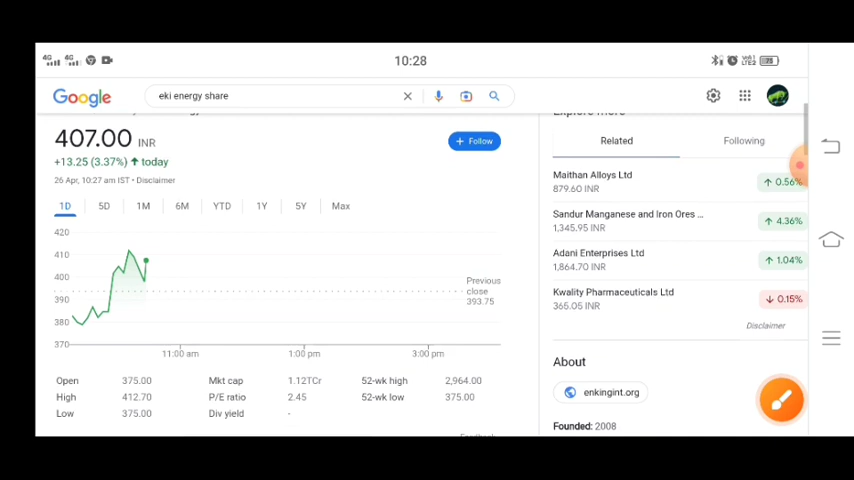 4G 4G 10:28
Google eki energy share
407.00 INR
+ Follow
+13.25 (3.37%) ↑ today
26 Apr, 10:27 am IST • Disclaimer
1D 5D 1M 6M YTD 1Y 5Y Max
420
410
400
390
380
370
Previous
close
393.75
11:00 am 1:00 pm 3:00 pm
Open 375.00 Mkt cap 1.12TCr 52-wk high 2,964.00
High 412.70 P/E ratio 2.45 52-wk low 375.00
Low 375.00 Div yield -
Related Following
Maithan Alloys Ltd
879.60 INR
↑ 0.56%
Sandur Manganese and Iron Ores ...
1,345.95 INR
↑ 4.36%
Adani Enterprises Ltd
1,864.70 INR
↑ 1.04%
Kwality Pharmaceuticals Ltd
365.05 INR
↓ 0.15%
Disclaimer
About
enkingint.org
Founded: 2008